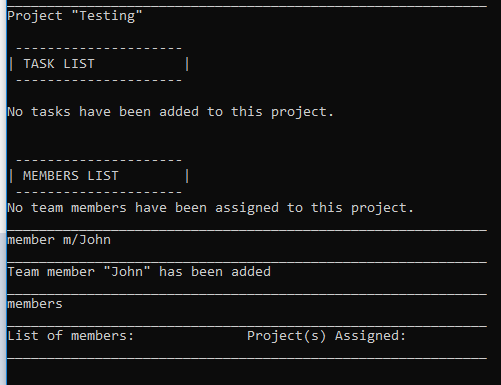 Project "Testing"
--------------------
| TASK LIST |
--------------------
No tasks have been added to this project.
--------------------
| MEMBERS LIST |
--------------------
No team members have been assigned to this project.
member m/John
Team member "John" has been added
members
List of members: Project(s) Assigned: